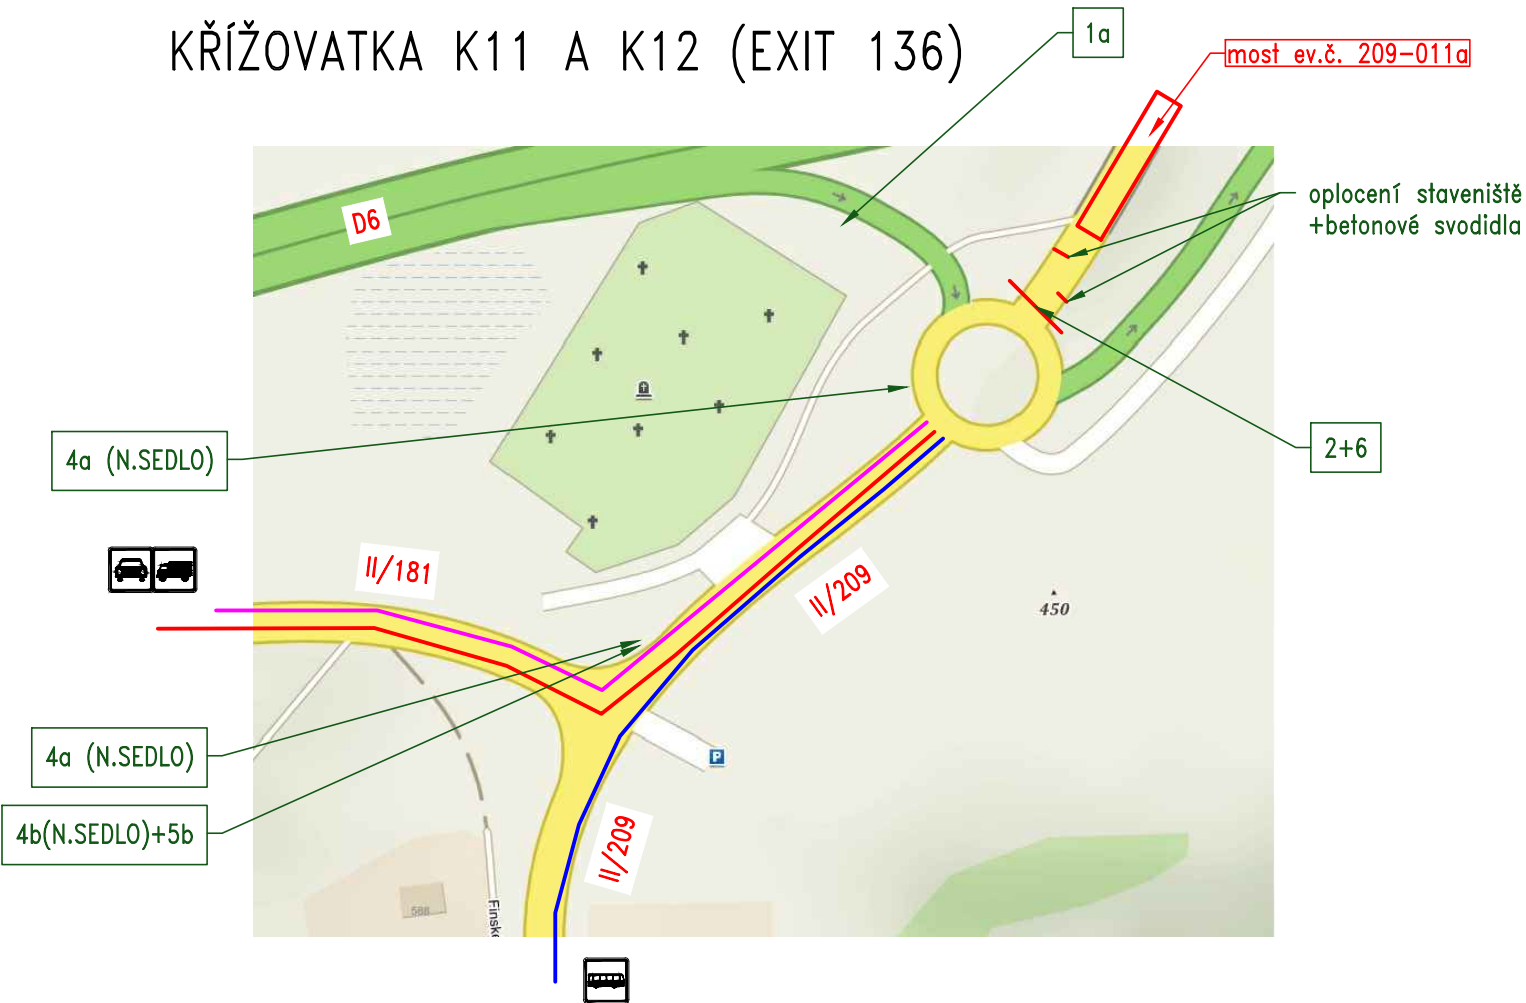 KŘÍŽOVATKA K11 A K12 (EXIT 136)
1a
most ev.č. 209-011a
oplocení staveniště
+betonové svodidla
D6
4a (N.SEDLO)
2+6
II/181
II/209
450
4a (N.SEDLO)
P
4b(N.SEDLO)+5b
II/209
588
Finsk